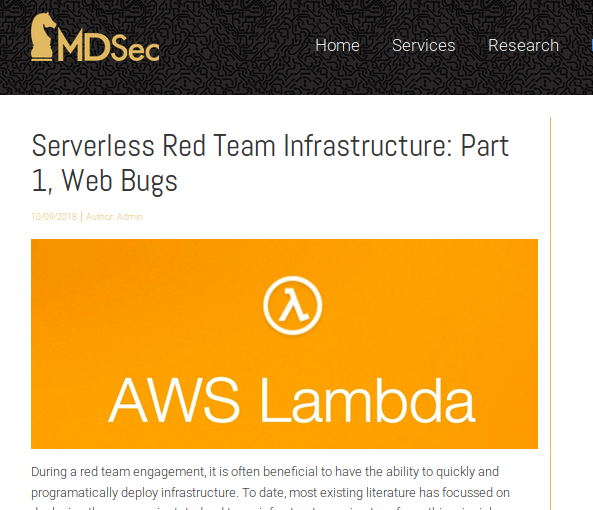 MDSec
Home Services Research
Serverless Red Team Infrastructure: Part
1, Web Bugs
10/09/2018 | Author: Admin
λ
AWS Lambda
During a red team engagement, it is often beneficial to have the ability to quickly and
programatically deploy infrastructure. To date, most existing literature has focussed on